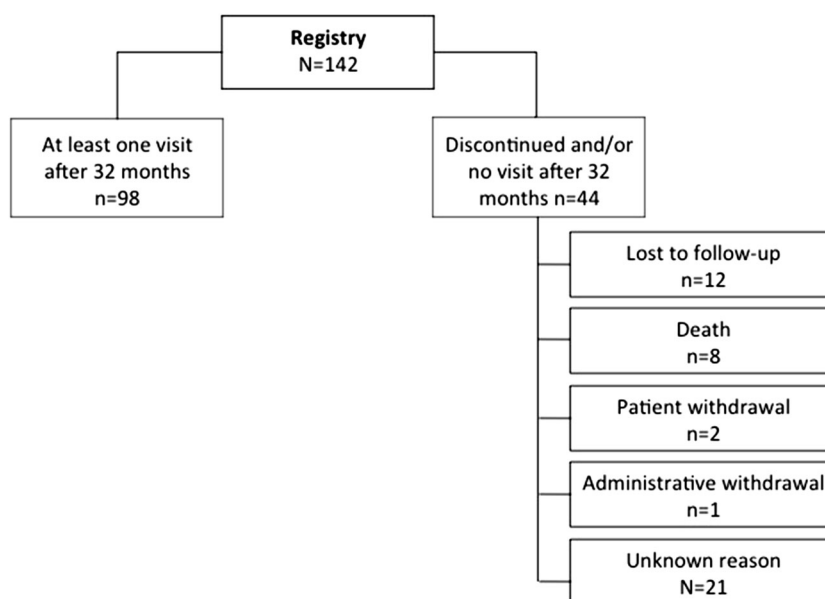 Registry
N=142
At least one visit
after 32 months
n=98
Discontinued and/or
no visit after 32
months n=44
Lost to follow-up
n=12
Death
n=8
Patient withdrawal
n=2
Administrative withdrawal
n=1
Unknown reason
N=21